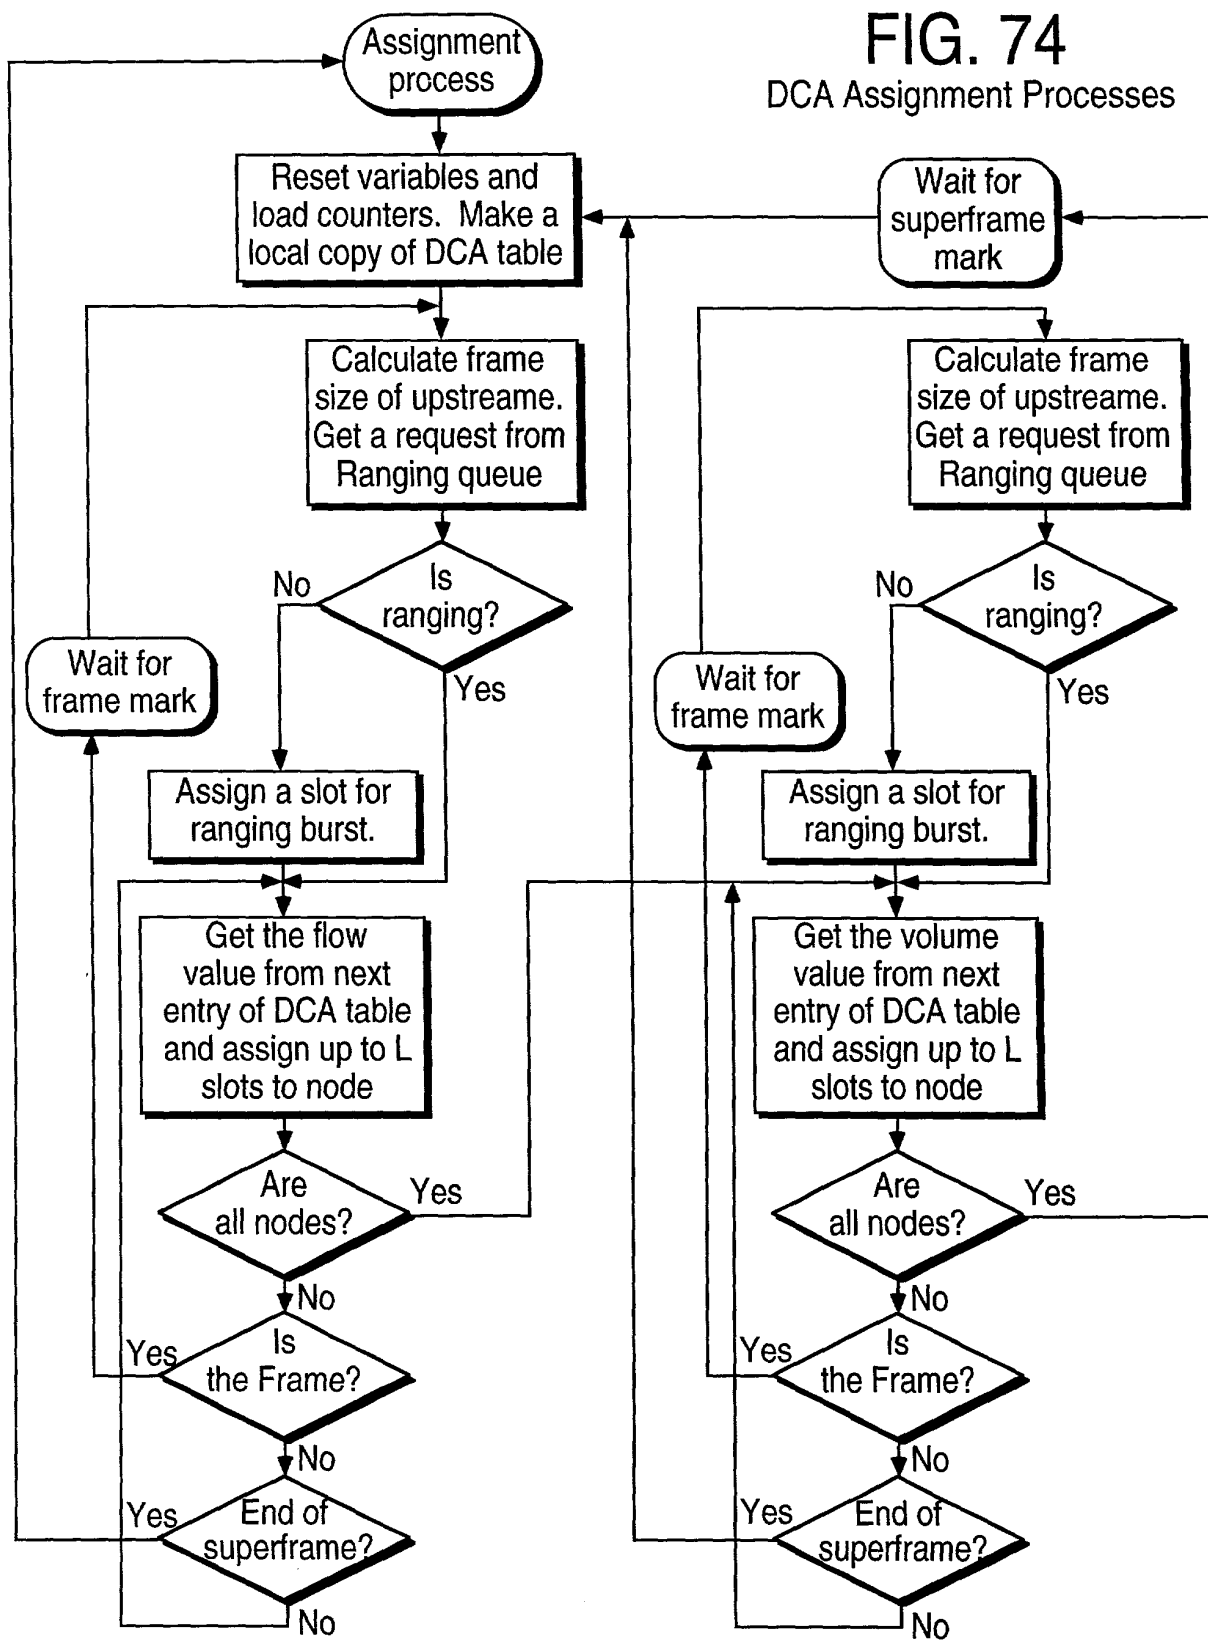 FIG. 74
DCA Assignment Processes
Assignment
process
Reset variables and
load counters. Make a
local copy of DCA table
Wait for
superframe
mark
Calculate frame
size of upstreame.
Get a request from
Ranging queue
Is
ranging?
No
Yes
Wait for
frame mark
Assign a slot for
ranging burst.
Get the flow
value from next
entry of DCA table
and assign up to L
slots to node
Are
all nodes?
Yes
No
Is
the Frame?
Yes
No
End of
superframe?
Yes
No
Calculate frame
size of upstreame.
Get a request from
Ranging queue
Is
ranging?
No
Yes
Wait for
frame mark
Assign a slot for
ranging burst.
Get the volume
value from next
entry of DCA table
and assign up to L
slots to node
Are
all nodes?
Yes
No
Is
the Frame?
Yes
No
End of
superframe?
Yes
No